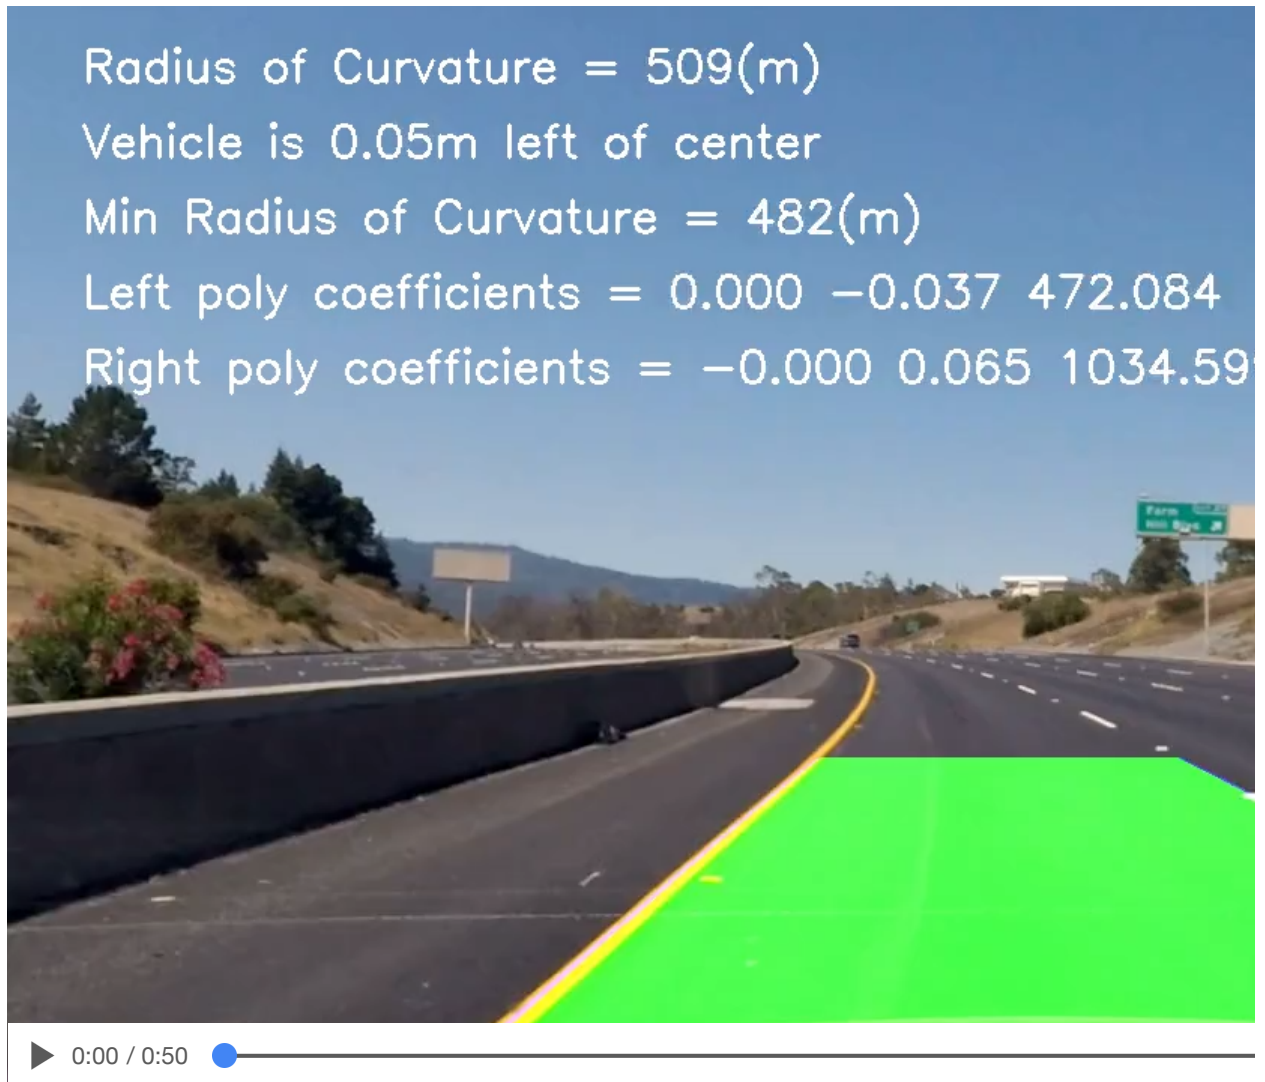 Radius of Curvature = 509(m)
Vehicle is 0.05m left of center
Min Radius of Curvature = 482(m)
Left poly coefficients = 0.000 −0.037 472.084
Right poly coefficients = −0.000 0.065 1034.59
Farm
0:00 / 0:50